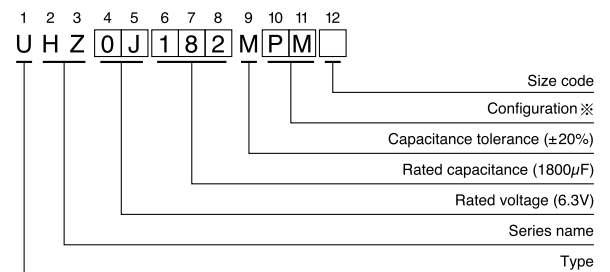 1 2 3 4 5 6 7 8 9 10 11 12
U H Z 0 J 1 8 2 M P M
Size code
Configuration※
Capacitance tolerance (±20%)
Rated capacitance (1800µF)
Rated voltage (6.3V)
Series name
Type